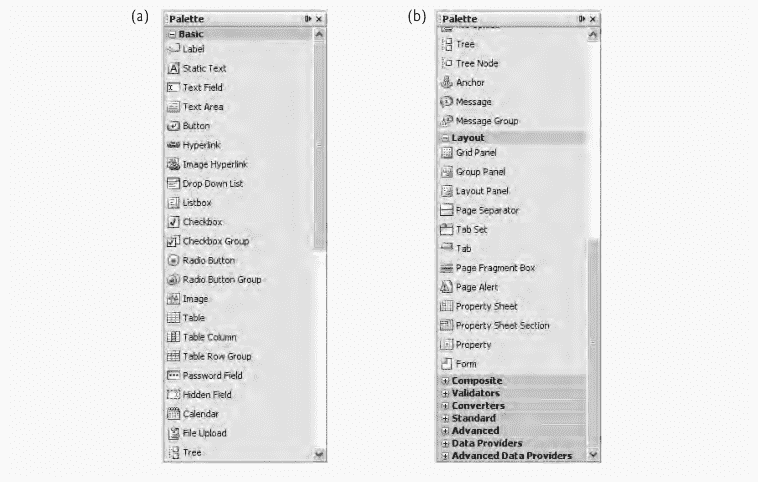 (a)
Palette
Basic
Label
Static Text
Text Field
Text Area
Button
Hyperlink
Image Hyperlink
Drop Down List
Listbox
Checkbox
Checkbox Group
Radio Button
Radio Button Group
Image
Table
Table Column
Table Row Group
Password Field
Hidden Field
Calendar
File Upload
Tree
(b)
Palette
Tree
Tree Node
Anchor
Message
Message Group
Layout
Grid Panel
Group Panel
Layout Panel
Page Separator
Tab Set
Tab
Page Fragment Box
Page Alert
Property Sheet
Property Sheet Section
Property
Form
Composite
Validators
Converters
Standard
Advanced
Data Providers
Advanced Data Providers